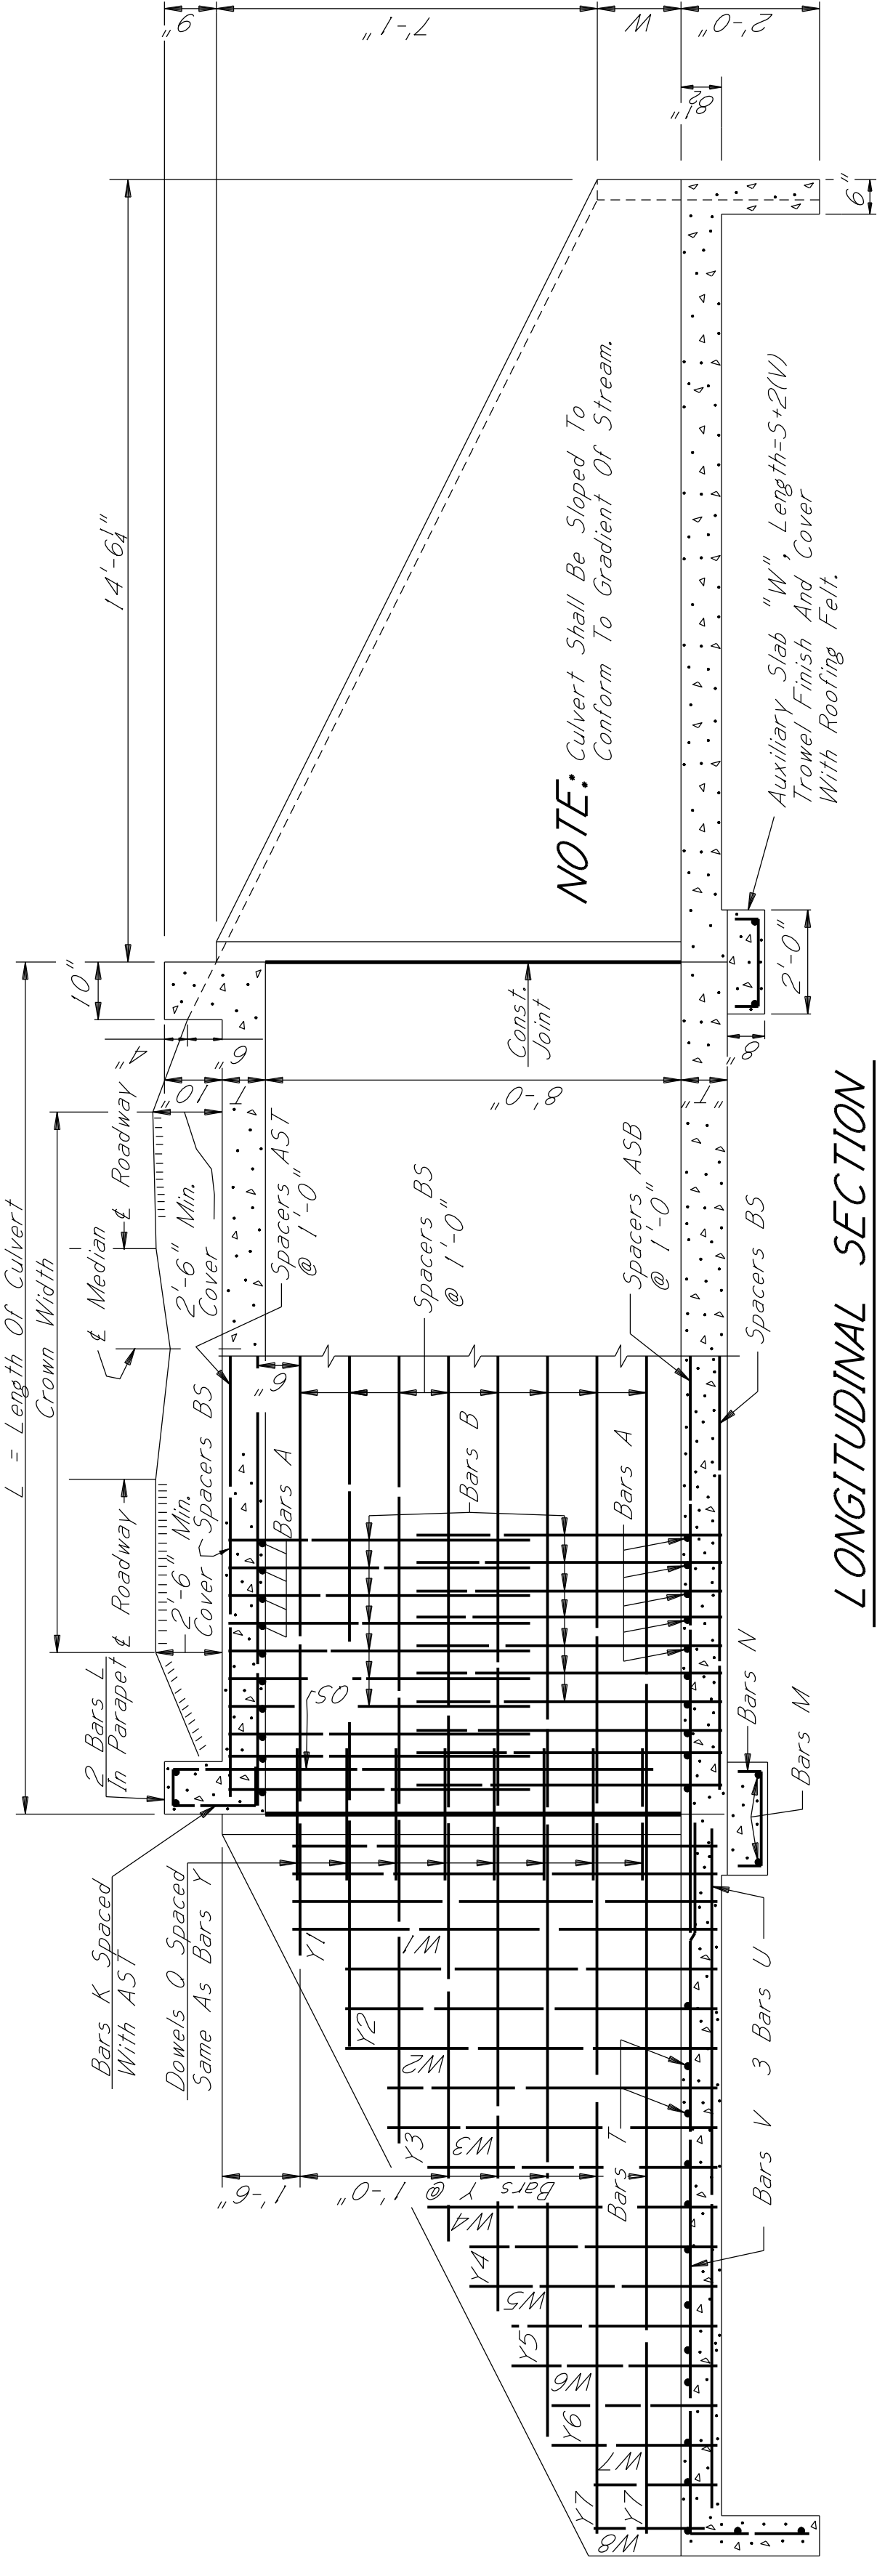 L = Length Of Culvert
Crown Width
14'-6¼"
10"
℄ Median
℄ Roadway
℄ Roadway
4"
6"
10"
T
2'-6" Min.
Cover
2'-6" Min.
Cover
Spacers BS
Spacers AST
@ 1'-0"
2 Bars L
In Parapet
Bars K Spaced
With AST
Dowels Q Spaced
Same As Bars Y
QS1
Bars A
Bars B
Bars A
6"
Spacers BS
@ 1'-0"
8'-0"
Const.
Joint
Spacers ASB
@ 1'-0"
Spacers BS
"T"
8"
2'-0"
NOTE: Culvert Shall Be Sloped To
Conform To Gradient Of Stream.
Auxiliary Slab "W", Length=S+2(V)
Trowel Finish And Cover
With Roofing Felt.
9"
7'-1"
W
2'-0"
8½"
6"
1'-6"
Bars Y @ 1'-0"
Y1
Y2
Y3
Y4
Y5
Y6
Y7
Y7
W1
W2
W3
W4
W5
W6
W7
W8
Bars T
Bars V
3 Bars U
Bars N
Bars M
LONGITUDINAL SECTION